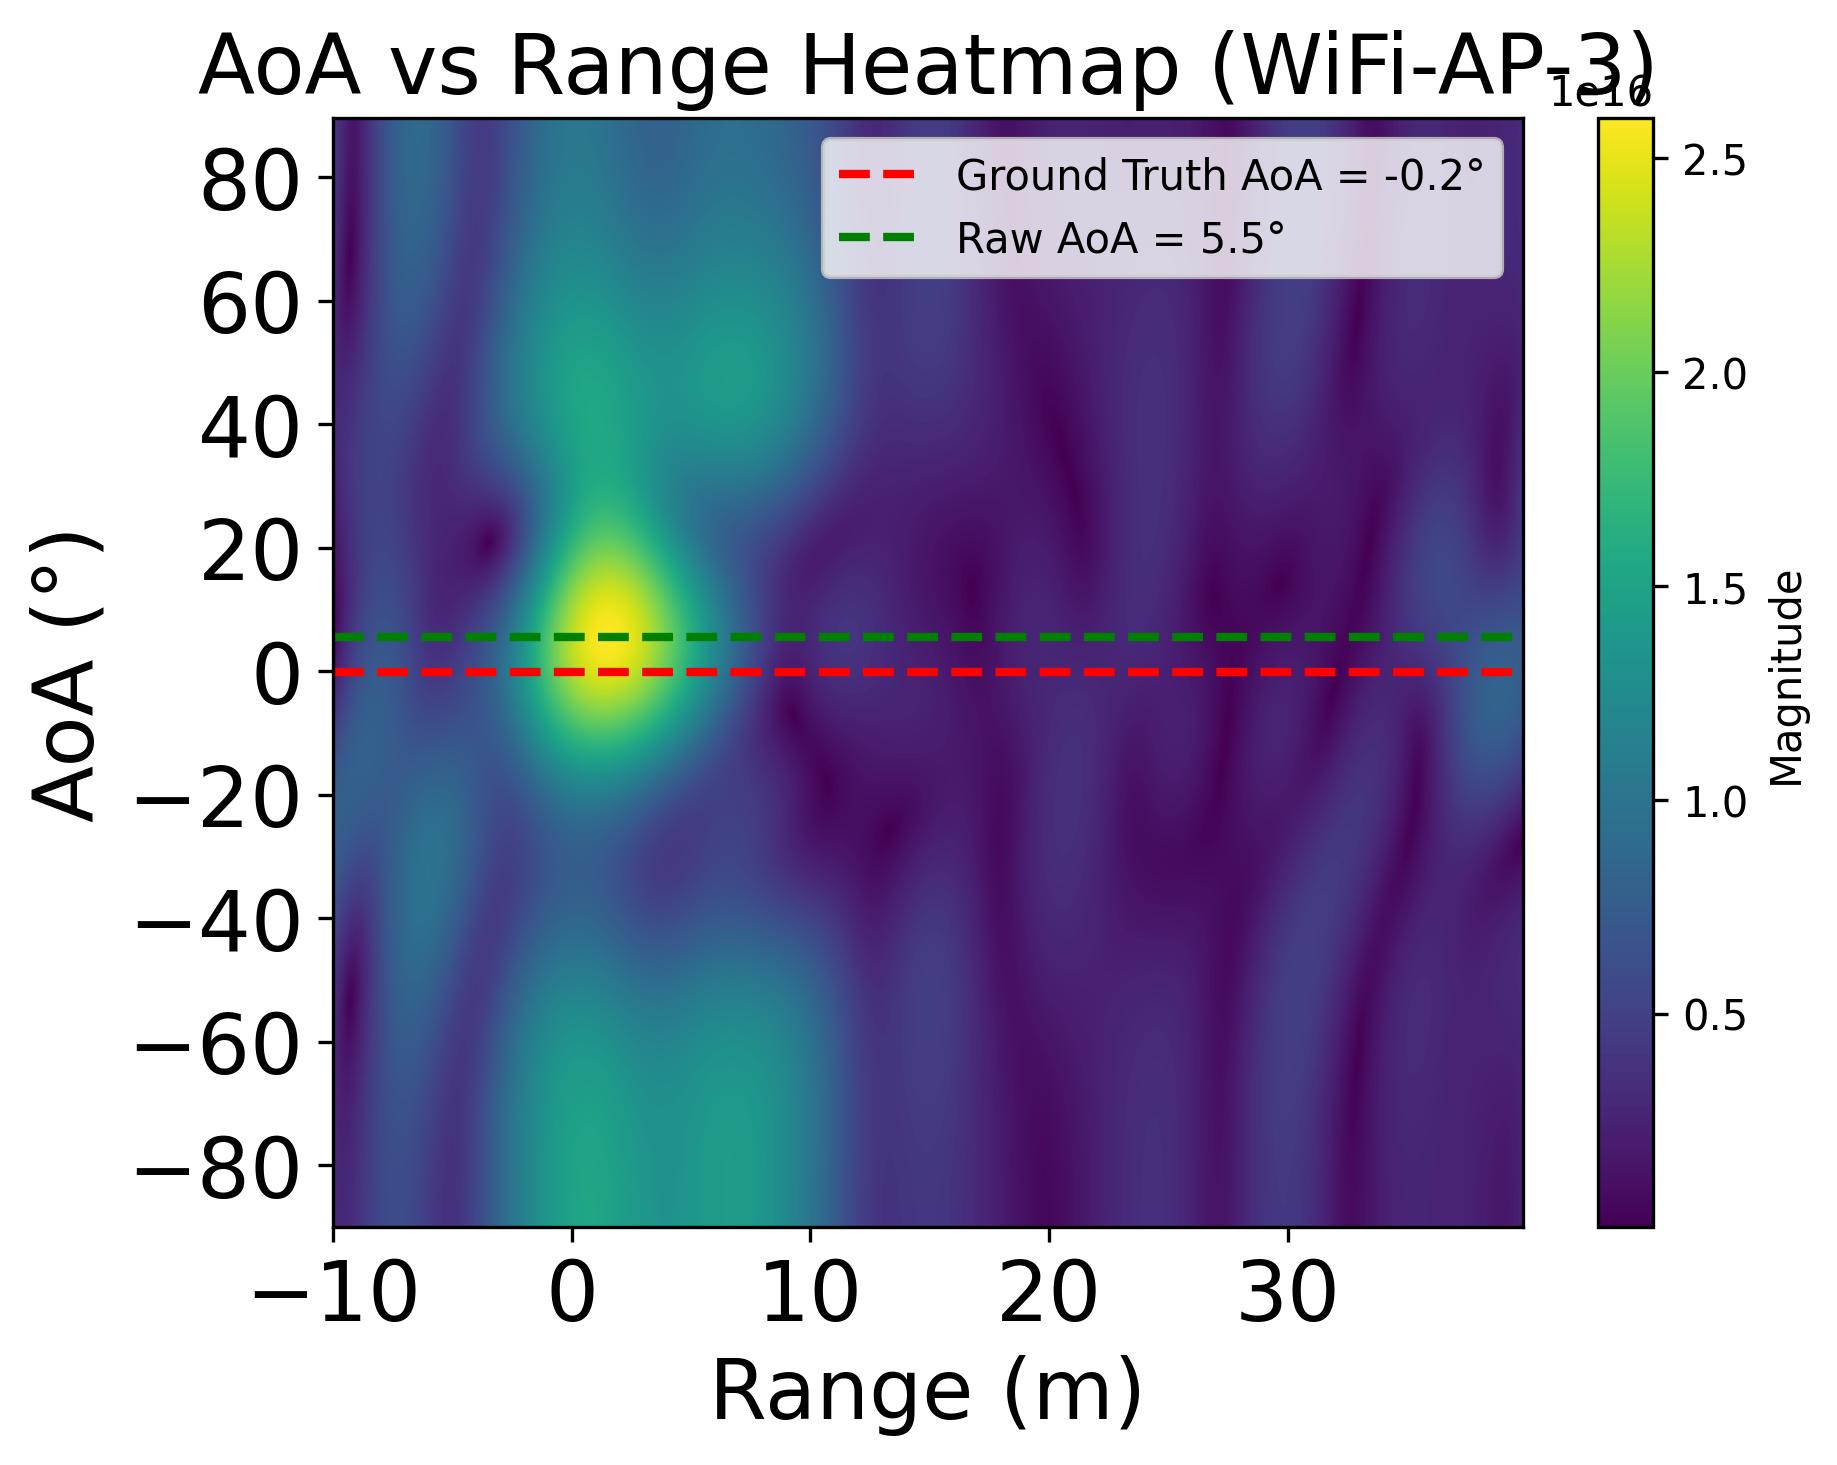 AoA vs Range Heatmap (WiFi-AP-3)
1e16
Ground Truth AoA = -0.2°
Raw AoA = 5.5°
AoA (°)
80
60
40
20
0
−20
−40
−60
−80
−10 0 10 20 30
Range (m)
2.5
2.0
1.5
1.0
0.5
Magnitude